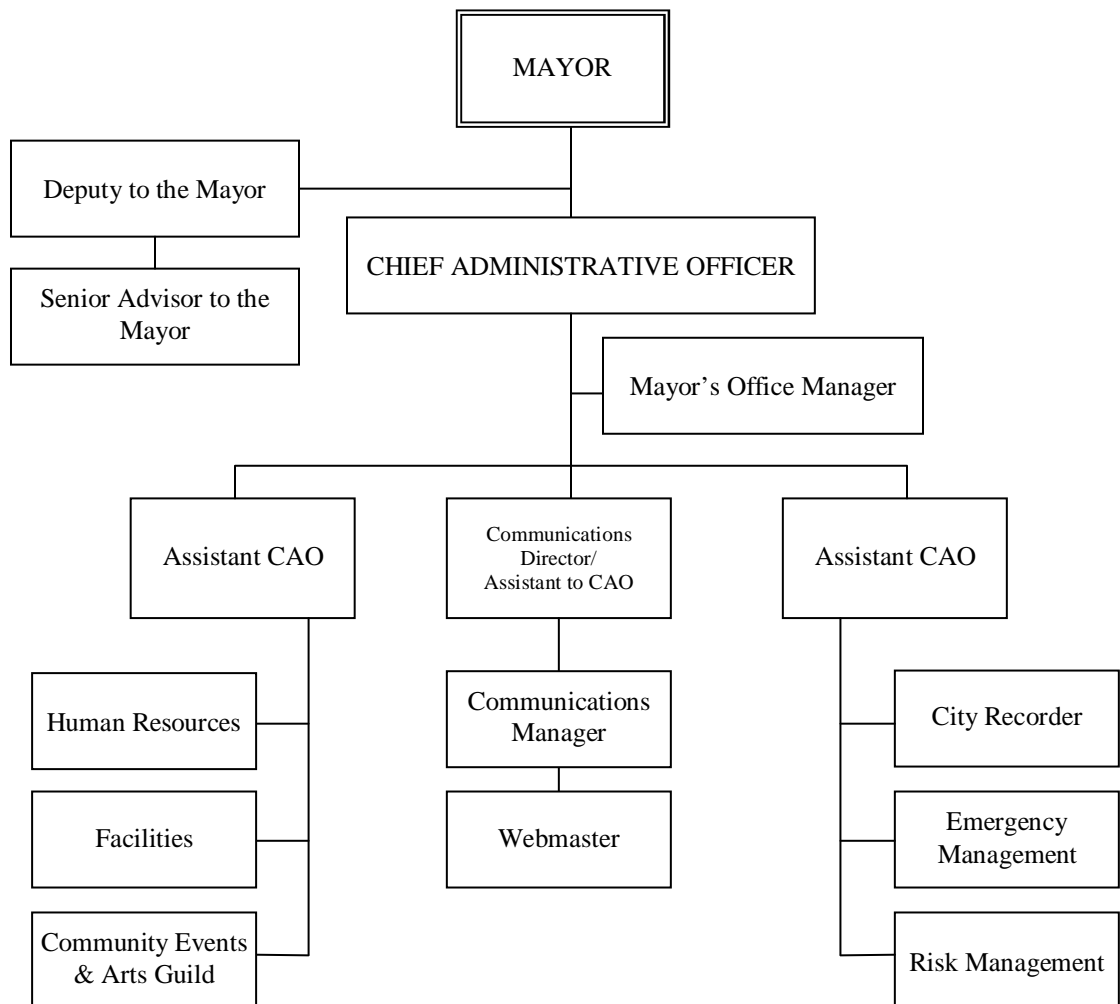 MAYOR
Deputy to the Mayor
CHIEF ADMINISTRATIVE OFFICER
Senior Advisor to the
Mayor
Mayor’s Office Manager
Assistant CAO
Communications
Director/
Assistant to CAO
Assistant CAO
Human Resources
Communications
Manager
City Recorder
Facilities
Webmaster
Emergency
Management
Community Events
& Arts Guild
Risk Management